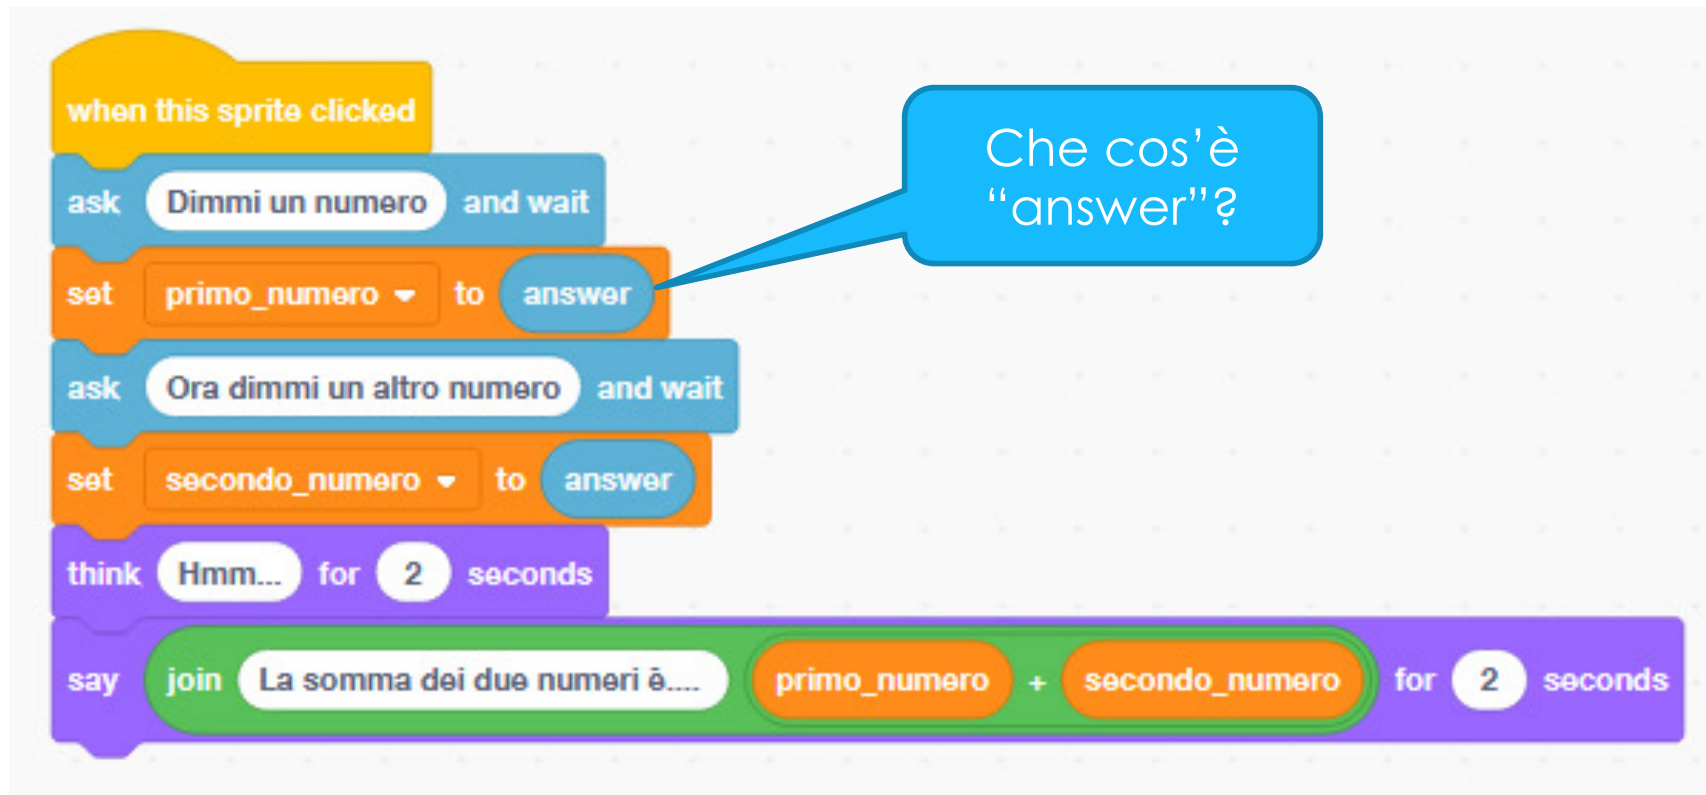 when this sprite clicked
ask Dimmi un numero and wait
set primo_numero to answer
ask Ora dimmi un altro numero and wait
set secondo_numero to answer
think Hmm... for 2 seconds
say join La somma dei due numeri è.... primo_numero + secondo_numero for 2 seconds
Che cos’è
“answer”?